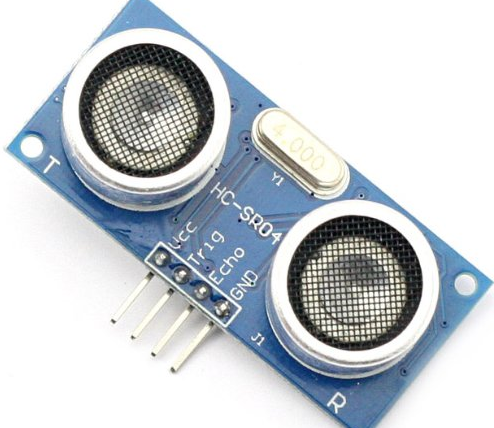 T
4.000
Y1
HC-SR04
Vcc
Trig
Echo
GND
J1
R